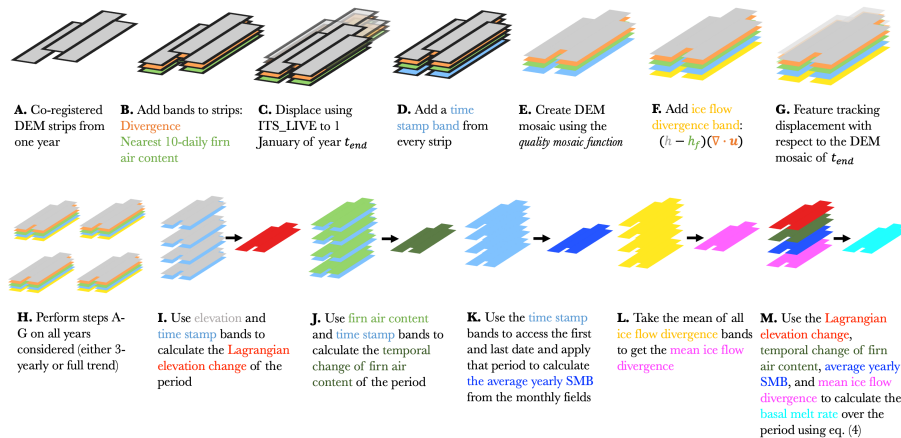 A. Co-registered
DEM strips from
one year
B. Add bands to strips:
Divergence
Nearest 10-daily firn
air content
C. Displace using
ITS_LIVE to 1
January of year t_end
D. Add a time
stamp band from
every strip
E. Create DEM
mosaic using the
quality mosaic function
F. Add ice flow
divergence band:
(h − h_f)(∇ · u)
G. Feature tracking
displacement with
respect to the DEM
mosaic of t_end
H. Perform steps A-
G on all years
considered (either 3-
yearly or full trend)
I. Use elevation and
time stamp bands to
calculate the Lagrangian
elevation change of the
period
J. Use firn air content
and time stamp bands to
calculate the temporal
change of firn air
content of the period
K. Use the time stamp
bands to access the first
and last date and apply
that period to calculate
the average yearly SMB
from the monthly fields
L. Take the mean of all
ice flow divergence bands
to get the mean ice flow
divergence
M. Use the Lagrangian
elevation change,
temporal change of firn
air content, average yearly
SMB, and mean ice flow
divergence to calculate the
basal melt rate over the
period using eq. (4)